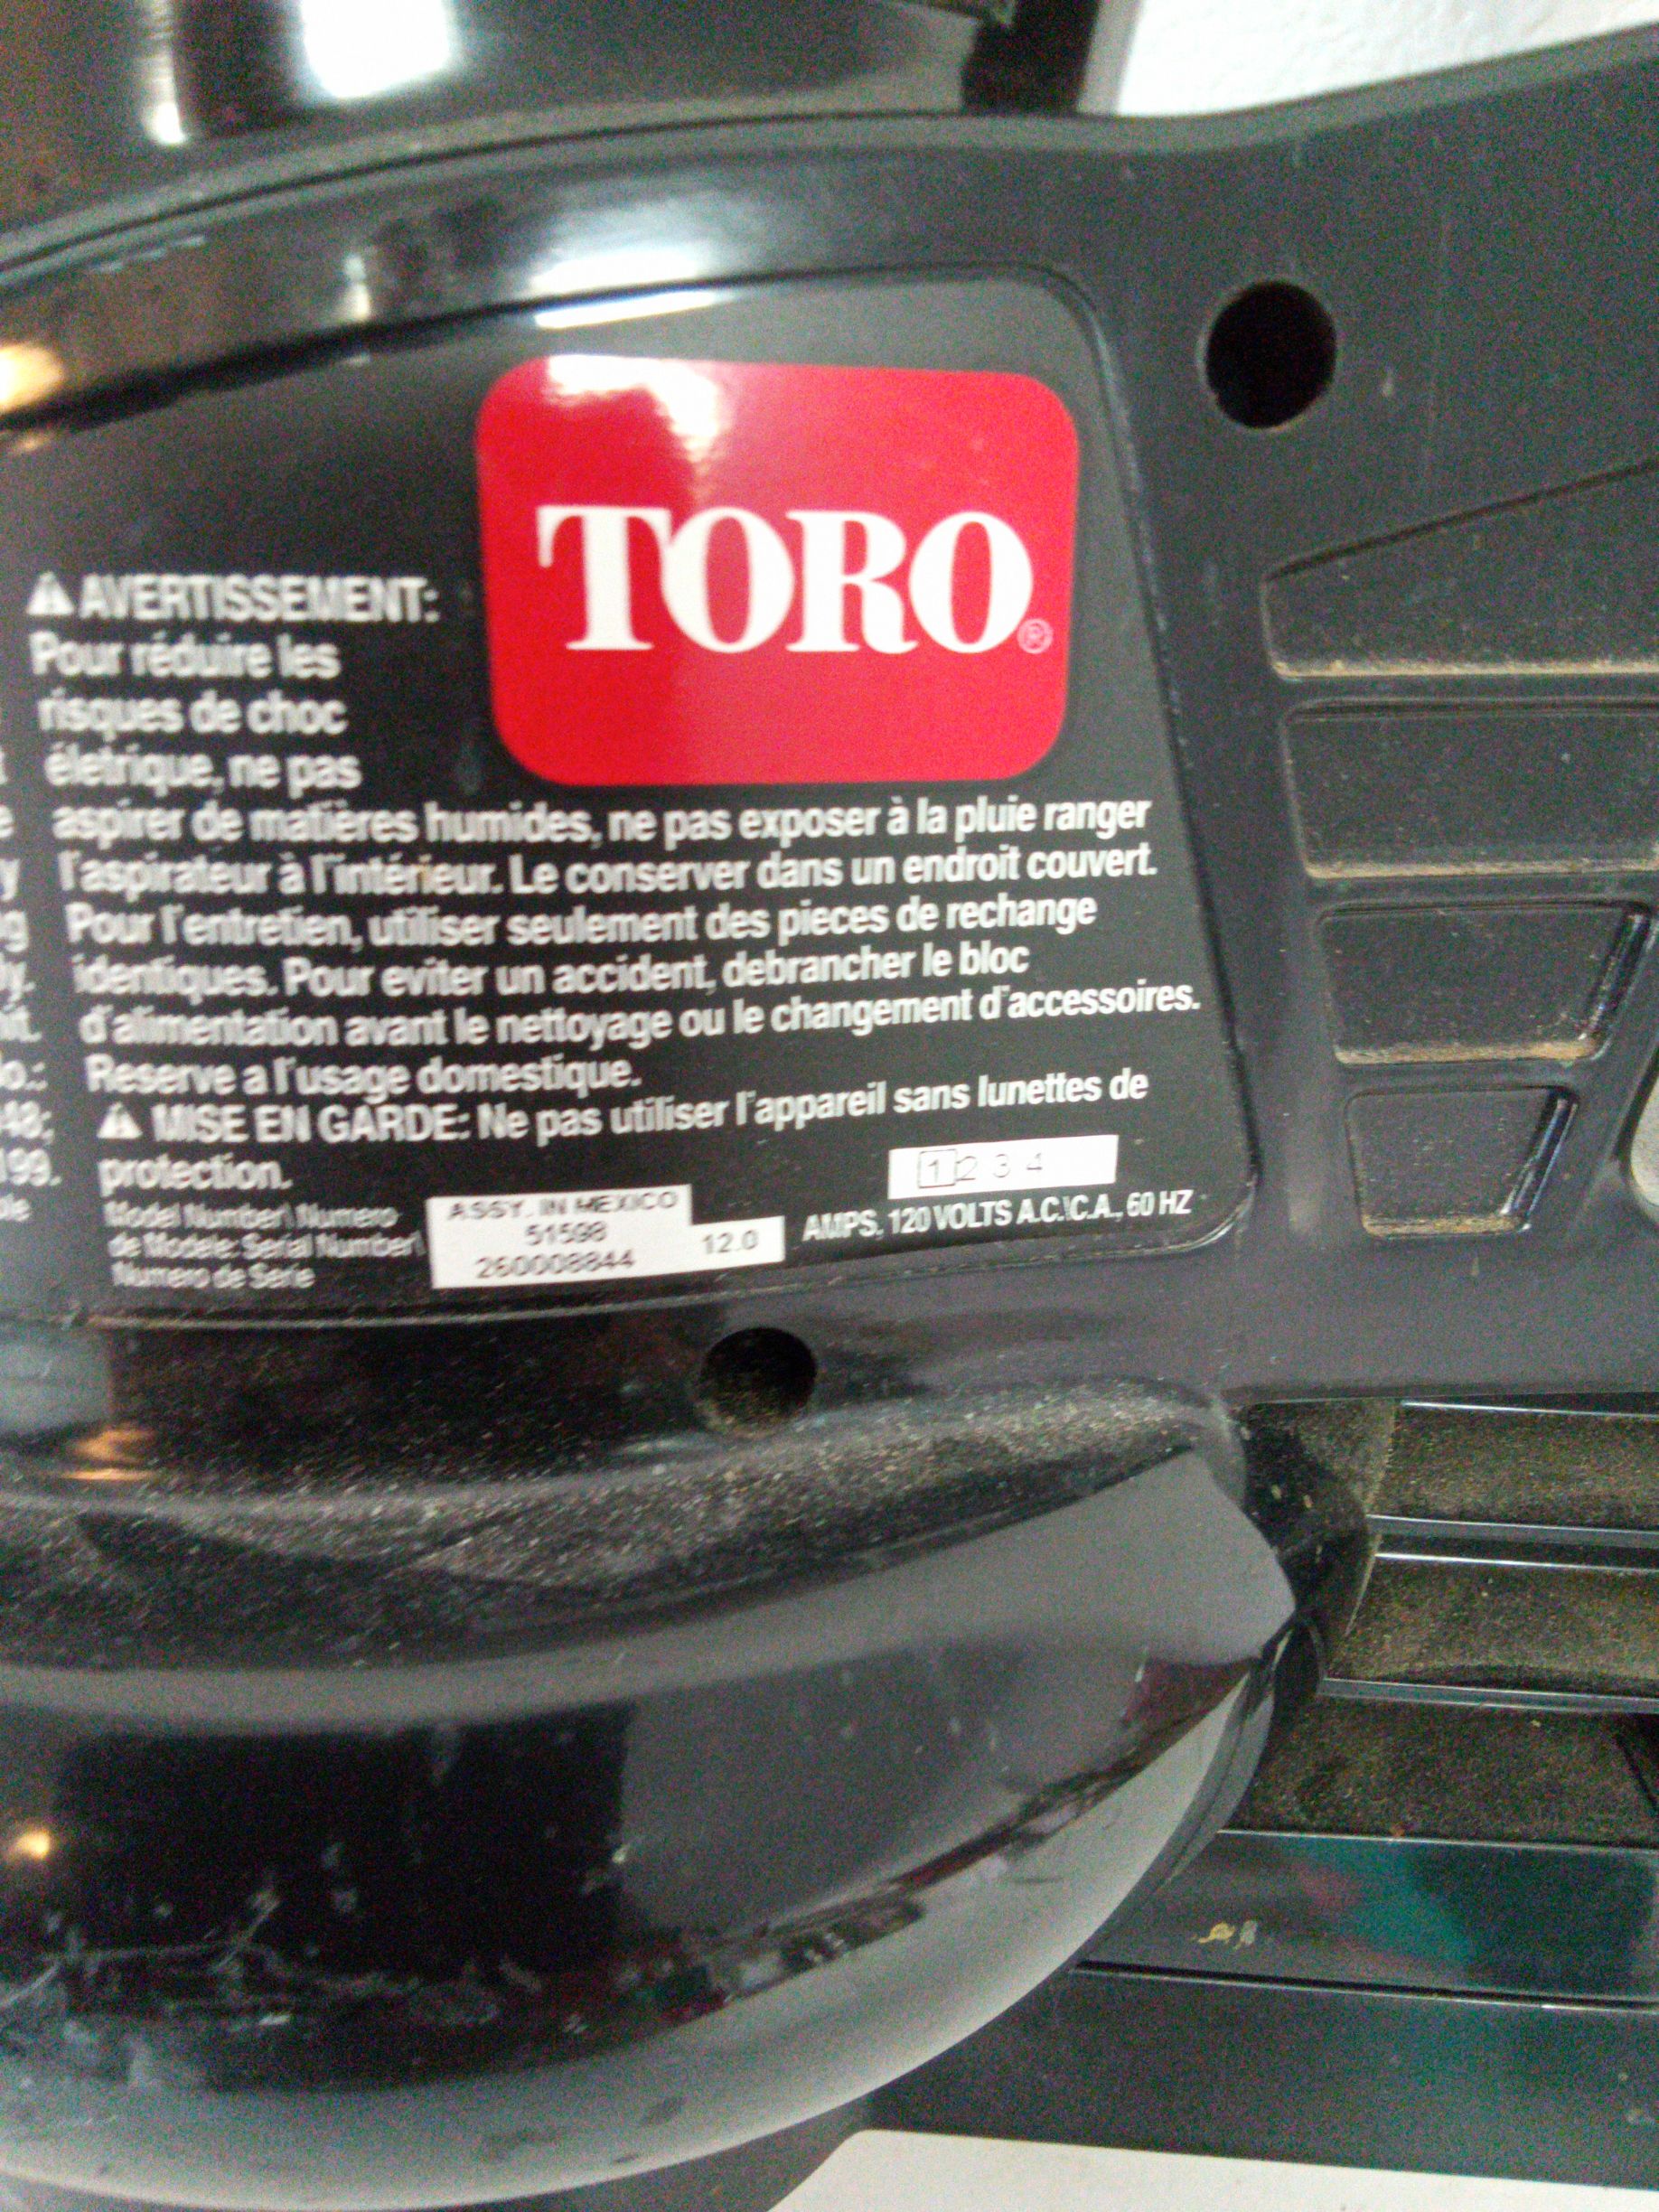 TORO®
AVERTISSEMENT:
Pour réduire les
risques de choc
életrique, ne pas
aspirer de matières humides, ne pas exposer à la pluie ranger
l'aspirateur à l'intérieur. Le conserver dans un endroit couvert.
Pour l'entretien, utiliser seulement des pieces de rechange
identiques. Pour eviter un accident, debrancher le bloc
d'alimentation avant le nettoyage ou le changement d'accessoires.
Reserve a l'usage domestique.
MISE EN GARDE: Ne pas utiliser l'appareil sans lunettes de
protection.
1 2 3 4
Model Number\ Numero
de Modele: Serial Number\
Numero de Serie
ASSY. IN MEXICO
51598
260008844
12.0
AMPS, 120 VOLTS A.C.\C.A., 60 HZ